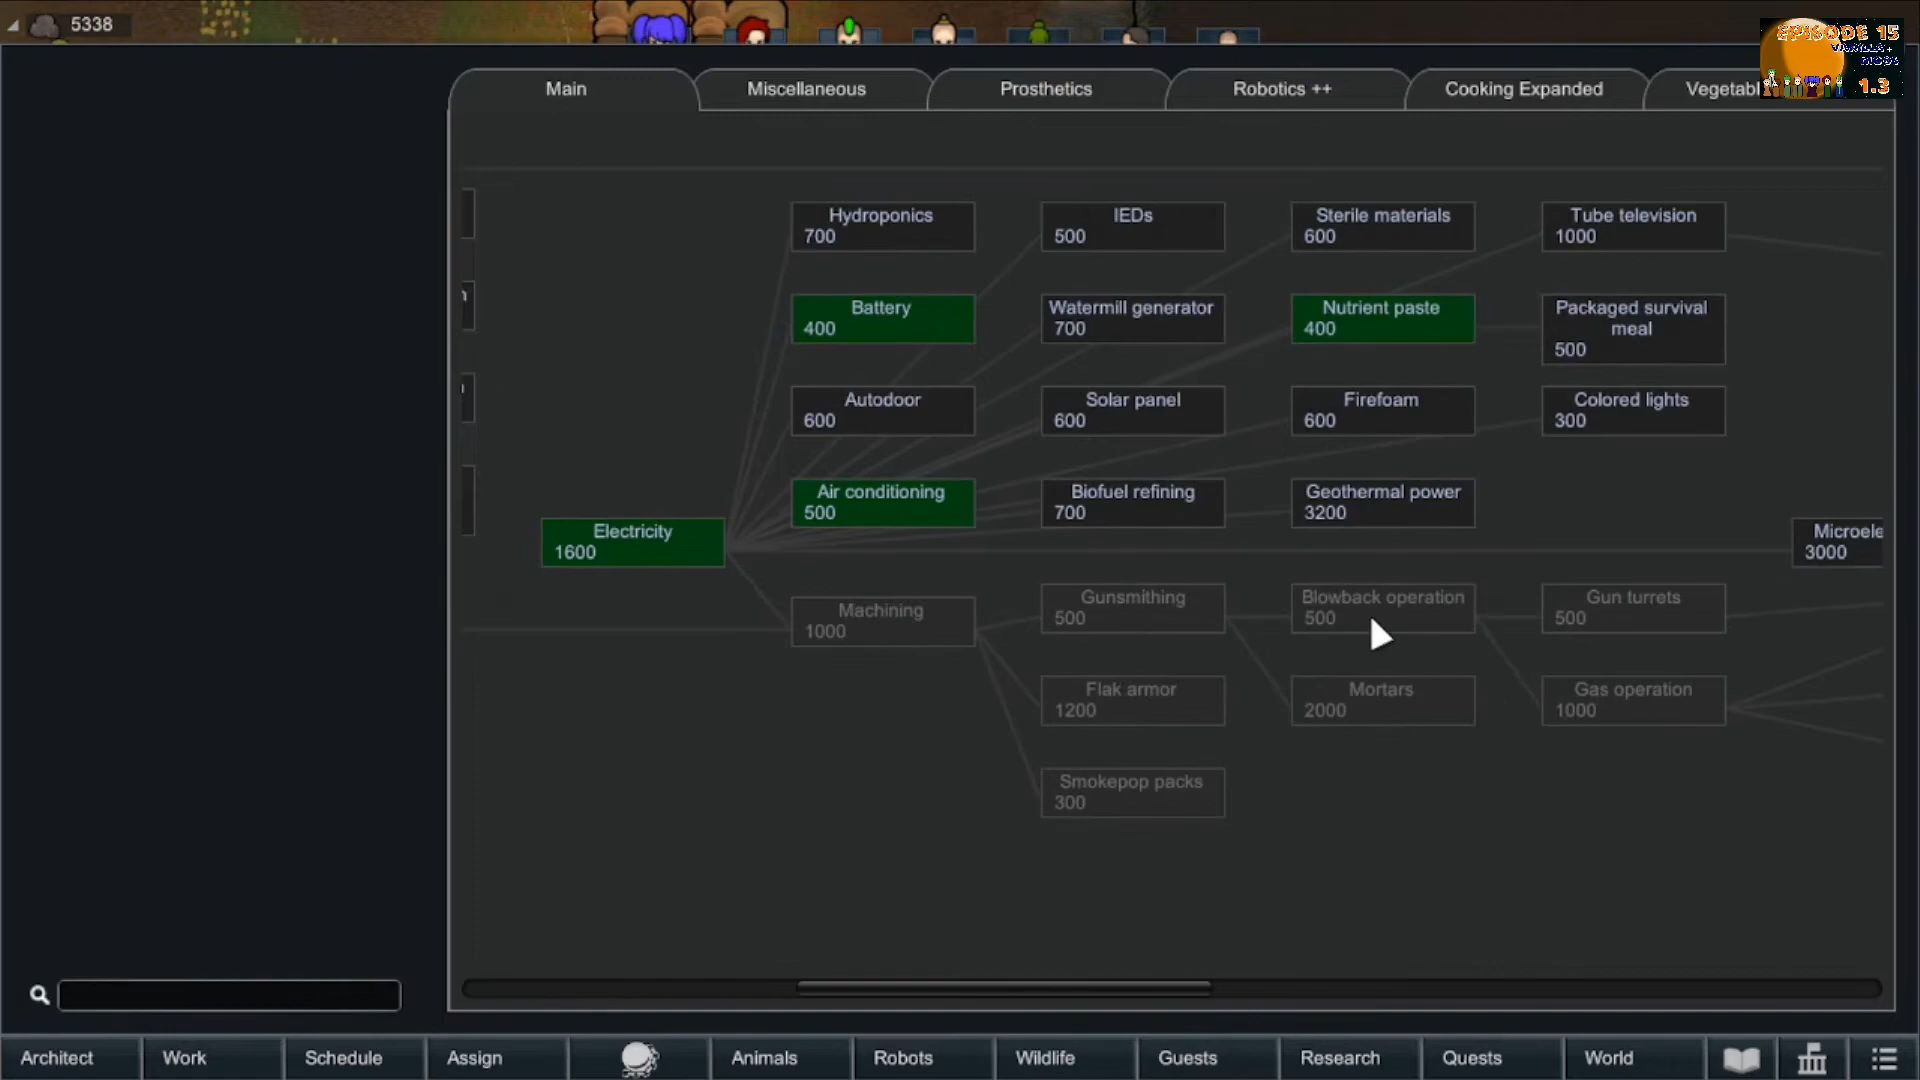 5338
EPISODE 15
VANILLA+
1.3
Main
Miscellaneous
Prosthetics
Robotics ++
Cooking Expanded
Vegetabl
Hydroponics
700
IEDs
500
Sterile materials
600
Tube television
1000
Battery
400
Watermill generator
700
Nutrient paste
400
Packaged survival
meal
500
Autodoor
600
Solar panel
600
Firefoam
600
Colored lights
300
Air conditioning
500
Biofuel refining
700
Geothermal power
3200
Electricity
1600
Microele
3000
Machining
1000
Gunsmithing
500
Blowback operation
500
Gun turrets
500
Flak armor
1200
Mortars
2000
Gas operation
1000
Smokepop packs
300
Architect
Work
Schedule
Assign
Animals
Robots
Wildlife
Guests
Research
Quests
World